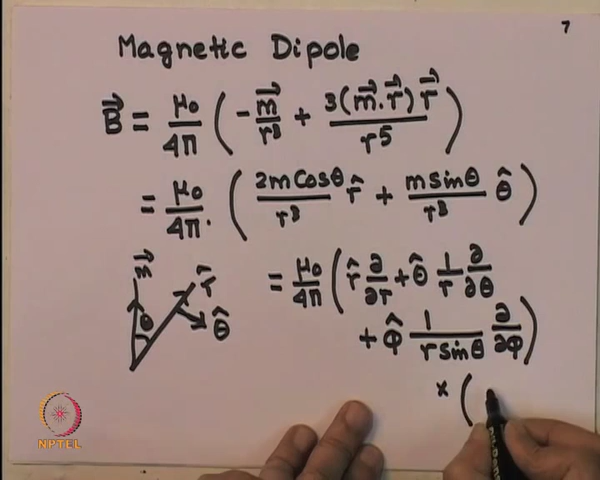 7
Magnetic Dipole
B⃗ = μ₀/4π ( - m⃗/r³ + 3(m⃗.r⃗) r⃗/r⁵ )
= μ₀/4π . ( 2m Cosθ/r³ r̂ + m sinθ/r³ θ̂ )
= μ₀/4π ( r̂ ∂/∂r + θ̂ 1/r ∂/∂θ
+ φ̂ 1/(r sinθ) ∂/∂φ )
× (
m⃗ r̂
θ θ̂
NPTEL